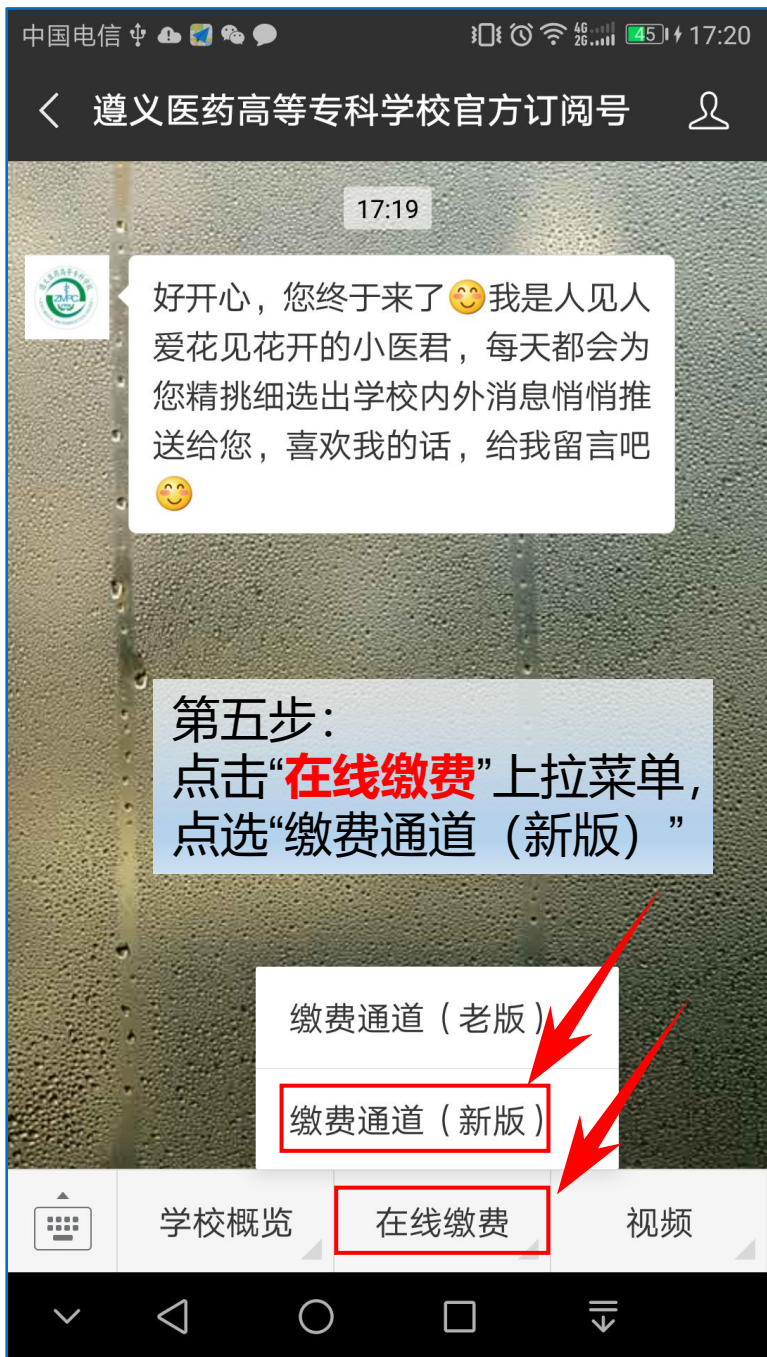 中国电信 46 26 45 17:20
遵义医药高等专科学校官方订阅号
17:19
ZMPC
好开心，您终于来了😊我是人见人
爱花见花开的小医君，每天都会为
您精挑细选出学校内外消息悄悄推
送给您，喜欢我的话，给我留言吧
😊
第五步：
点击“在线缴费”上拉菜单，
点选“缴费通道（新版）”
缴费通道（老版）
缴费通道（新版）
学校概览 在线缴费 视频